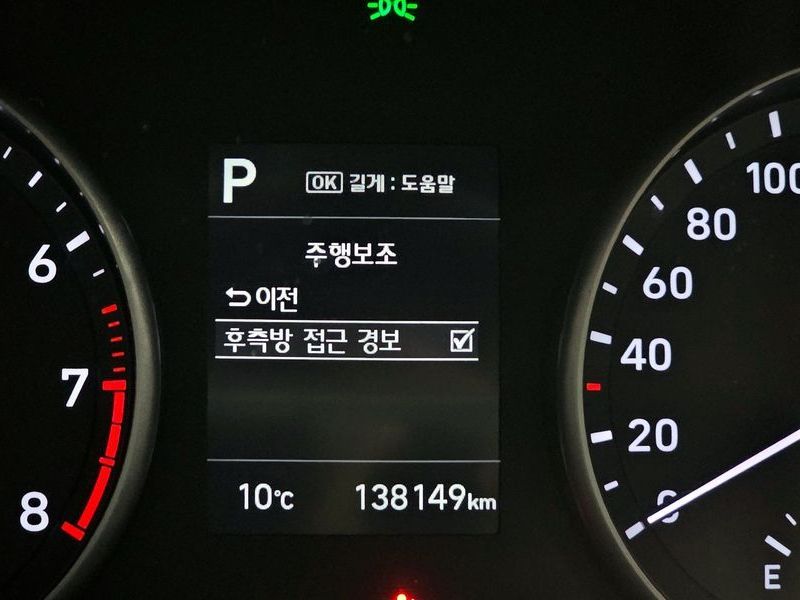 P
OK 길게 : 도움말
주행보조
이전
후측방 접근 경보
10°C
138149km
6
7
8
100
80
60
40
20
0
E